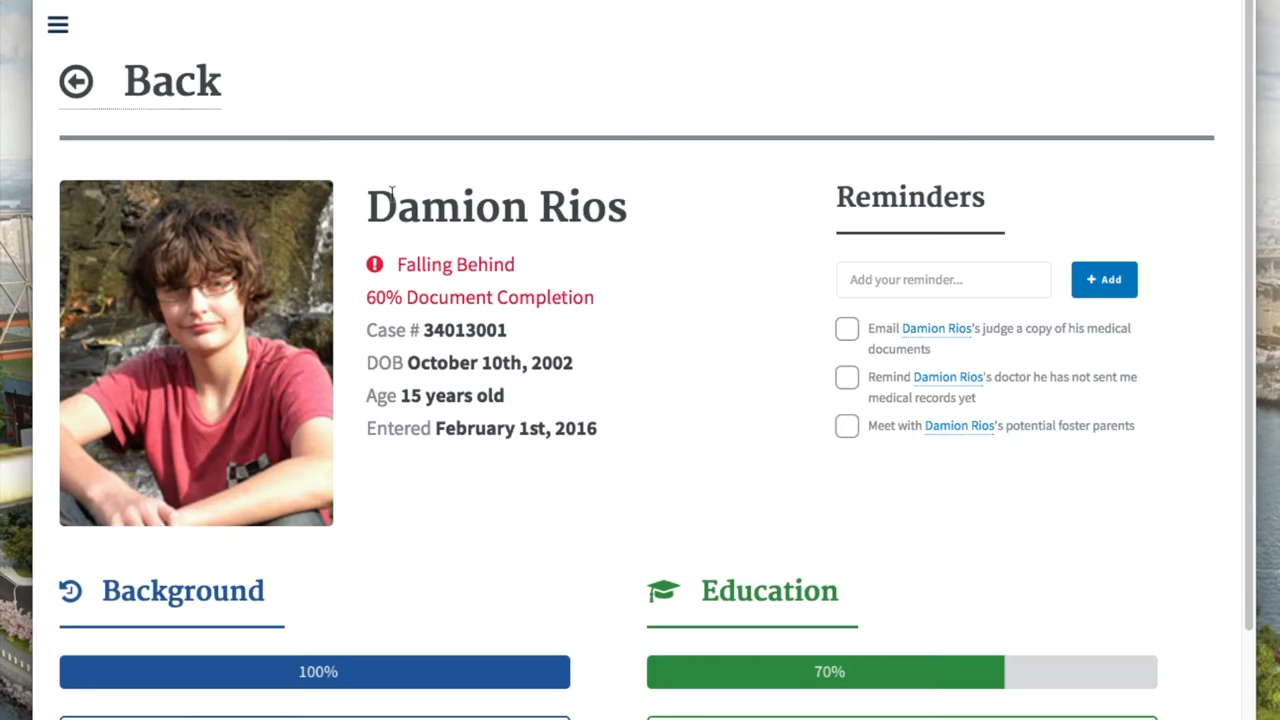 Back
Damion Rios
Falling Behind
60% Document Completion
Case # 34013001
DOB October 10th, 2002
Age 15 years old
Entered February 1st, 2016
Reminders
Add your reminder...
+ Add
Email Damion Rios's judge a copy of his medical
documents
Remind Damion Rios's doctor he has not sent me
medical records yet
Meet with Damion Rios's potential foster parents
Background
100%
Education
70%